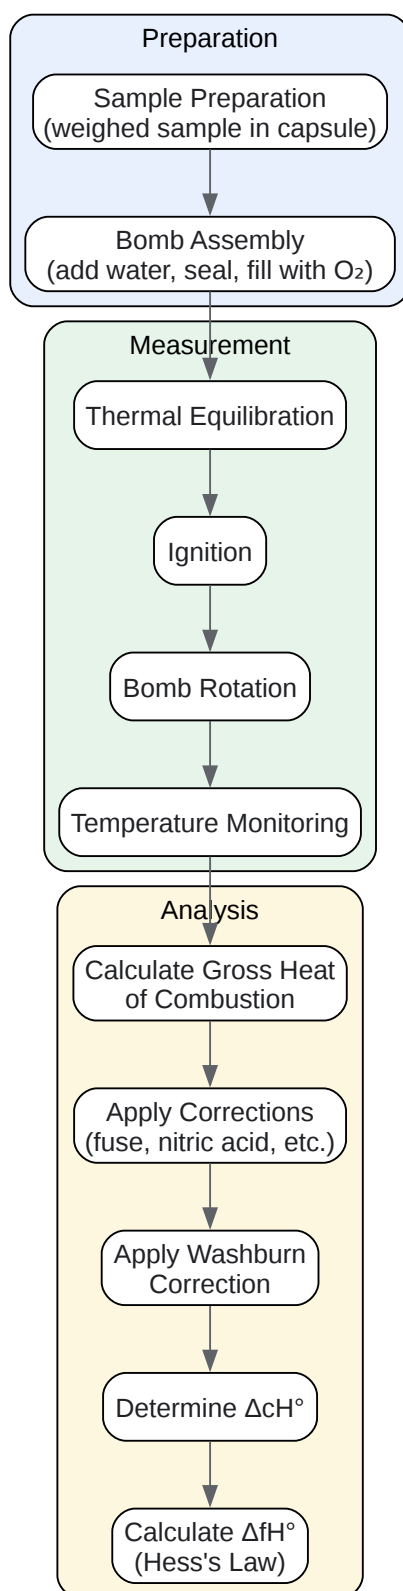 Preparation
Sample Preparation
(weighed sample in capsule)
Bomb Assembly
(add water, seal, fill with O₂)
Measurement
Thermal Equilibration
Ignition
Bomb Rotation
Temperature Monitoring
Analysis
Calculate Gross Heat
of Combustion
Apply Corrections
(fuse, nitric acid, etc.)
Apply Washburn
Correction
Determine ΔcH°
Calculate ΔfH°
(Hess's Law)